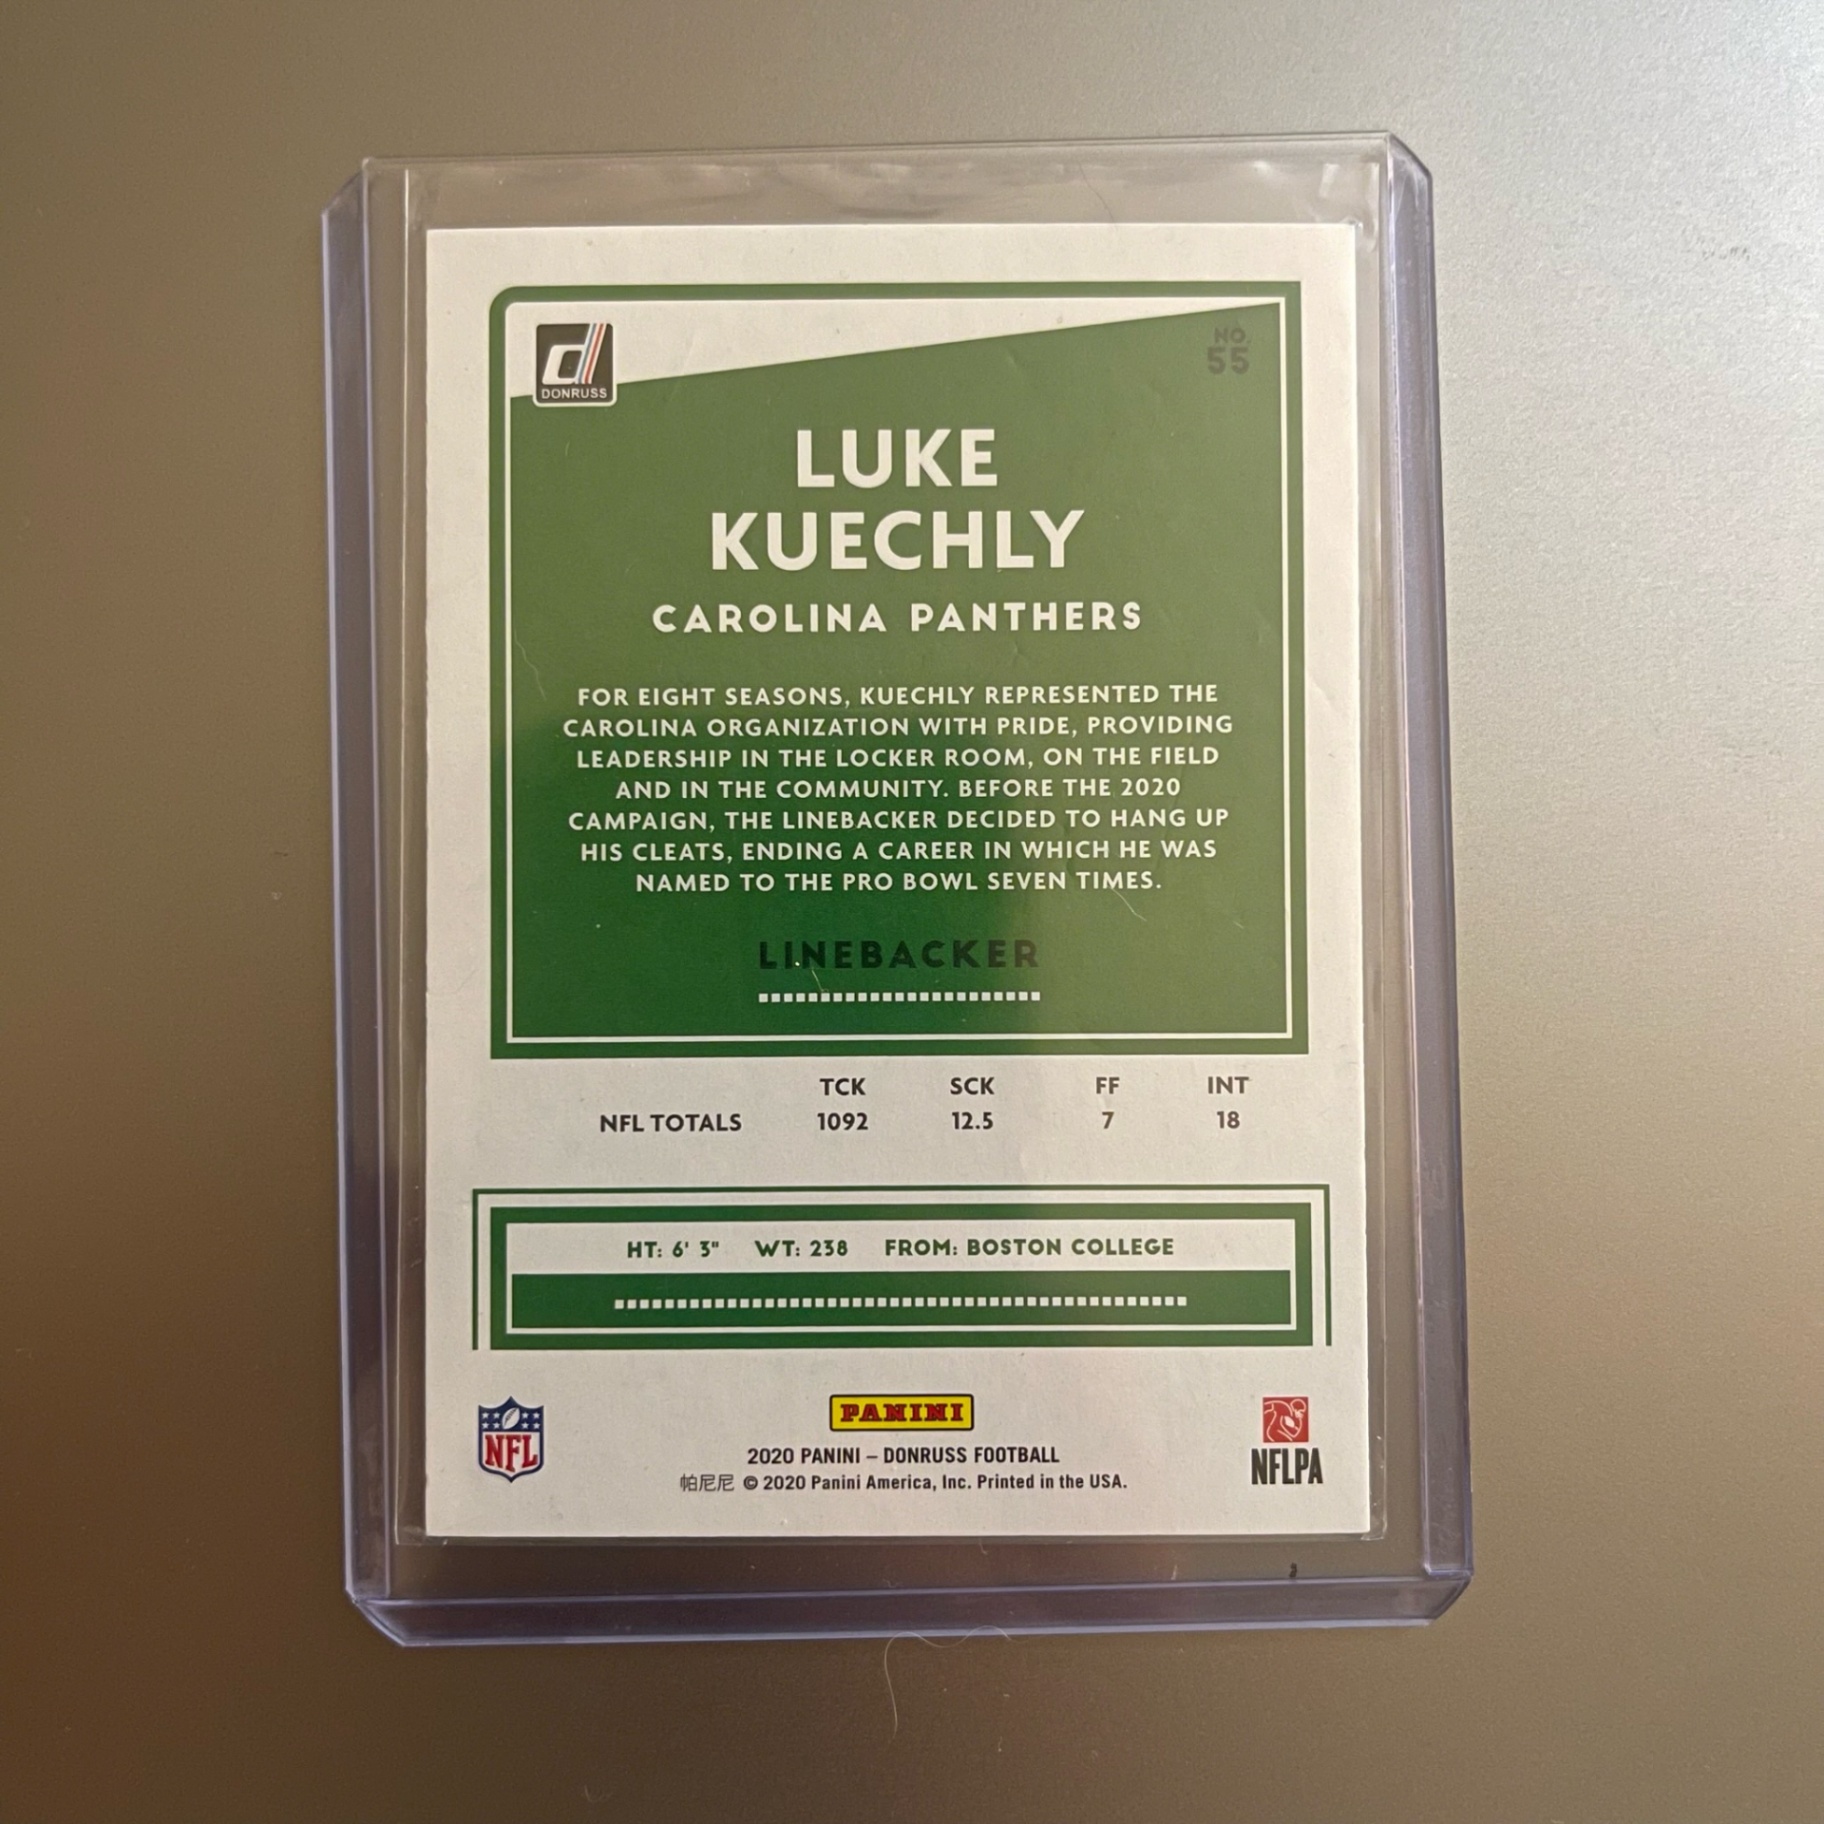 DONRUSS
NO
55
LUKE
KUECHLY
CAROLINA PANTHERS
FOR EIGHT SEASONS, KUECHLY REPRESENTED THE
CAROLINA ORGANIZATION WITH PRIDE, PROVIDING
LEADERSHIP IN THE LOCKER ROOM, ON THE FIELD
AND IN THE COMMUNITY. BEFORE THE 2020
CAMPAIGN, THE LINEBACKER DECIDED TO HANG UP
HIS CLEATS, ENDING A CAREER IN WHICH HE WAS
NAMED TO THE PRO BOWL SEVEN TIMES.
LINEBACKER
TCK SCK FF INT
NFL TOTALS 1092 12.5 7 18
HT: 6' 3" WT: 238 FROM: BOSTON COLLEGE
NFL
PANINI
NFLPA
2020 PANINI – DONRUSS FOOTBALL
帕尼尼 © 2020 Panini America, Inc. Printed in the USA.